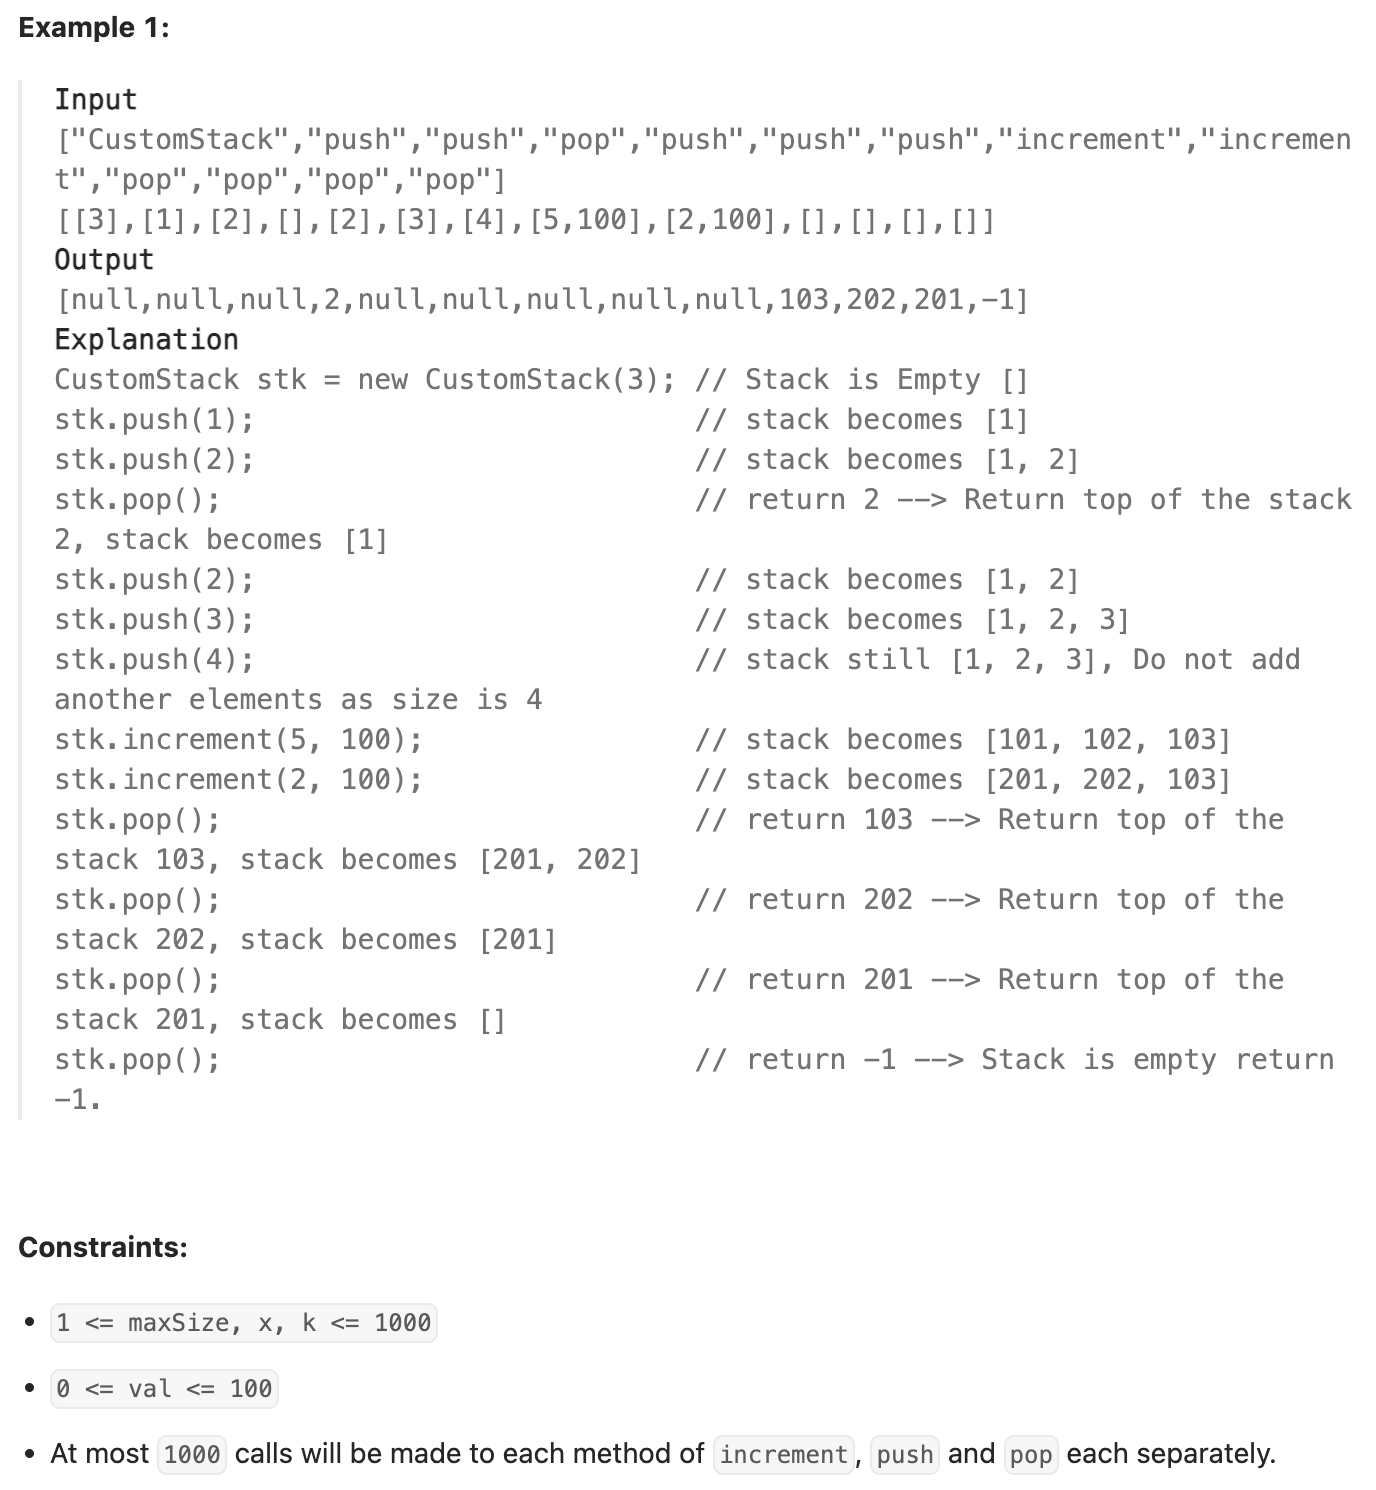 Example 1:
Input
["CustomStack","push","push","pop","push","push","push","increment","incremen
t","pop","pop","pop","pop"]
[[3],[1],[2],[],[2],[3],[4],[5,100],[2,100],[],[],[],[]]
Output
[null,null,null,2,null,null,null,null,null,103,202,201,-1]
Explanation
CustomStack stk = new CustomStack(3); // Stack is Empty []
stk.push(1);                          // stack becomes [1]
stk.push(2);                          // stack becomes [1, 2]
stk.pop();                            // return 2 --> Return top of the stack
2, stack becomes [1]
stk.push(2);                          // stack becomes [1, 2]
stk.push(3);                          // stack becomes [1, 2, 3]
stk.push(4);                          // stack still [1, 2, 3], Do not add
another elements as size is 4
stk.increment(5, 100);                // stack becomes [101, 102, 103]
stk.increment(2, 100);                // stack becomes [201, 202, 103]
stk.pop();                            // return 103 --> Return top of the
stack 103, stack becomes [201, 202]
stk.pop();                            // return 202 --> Return top of the
stack 202, stack becomes [201]
stk.pop();                            // return 201 --> Return top of the
stack 201, stack becomes []
stk.pop();                            // return -1 --> Stack is empty return
-1.
Constraints:
• 1 <= maxSize, x, k <= 1000
• 0 <= val <= 100
• At most 1000 calls will be made to each method of increment, push and pop each separately.